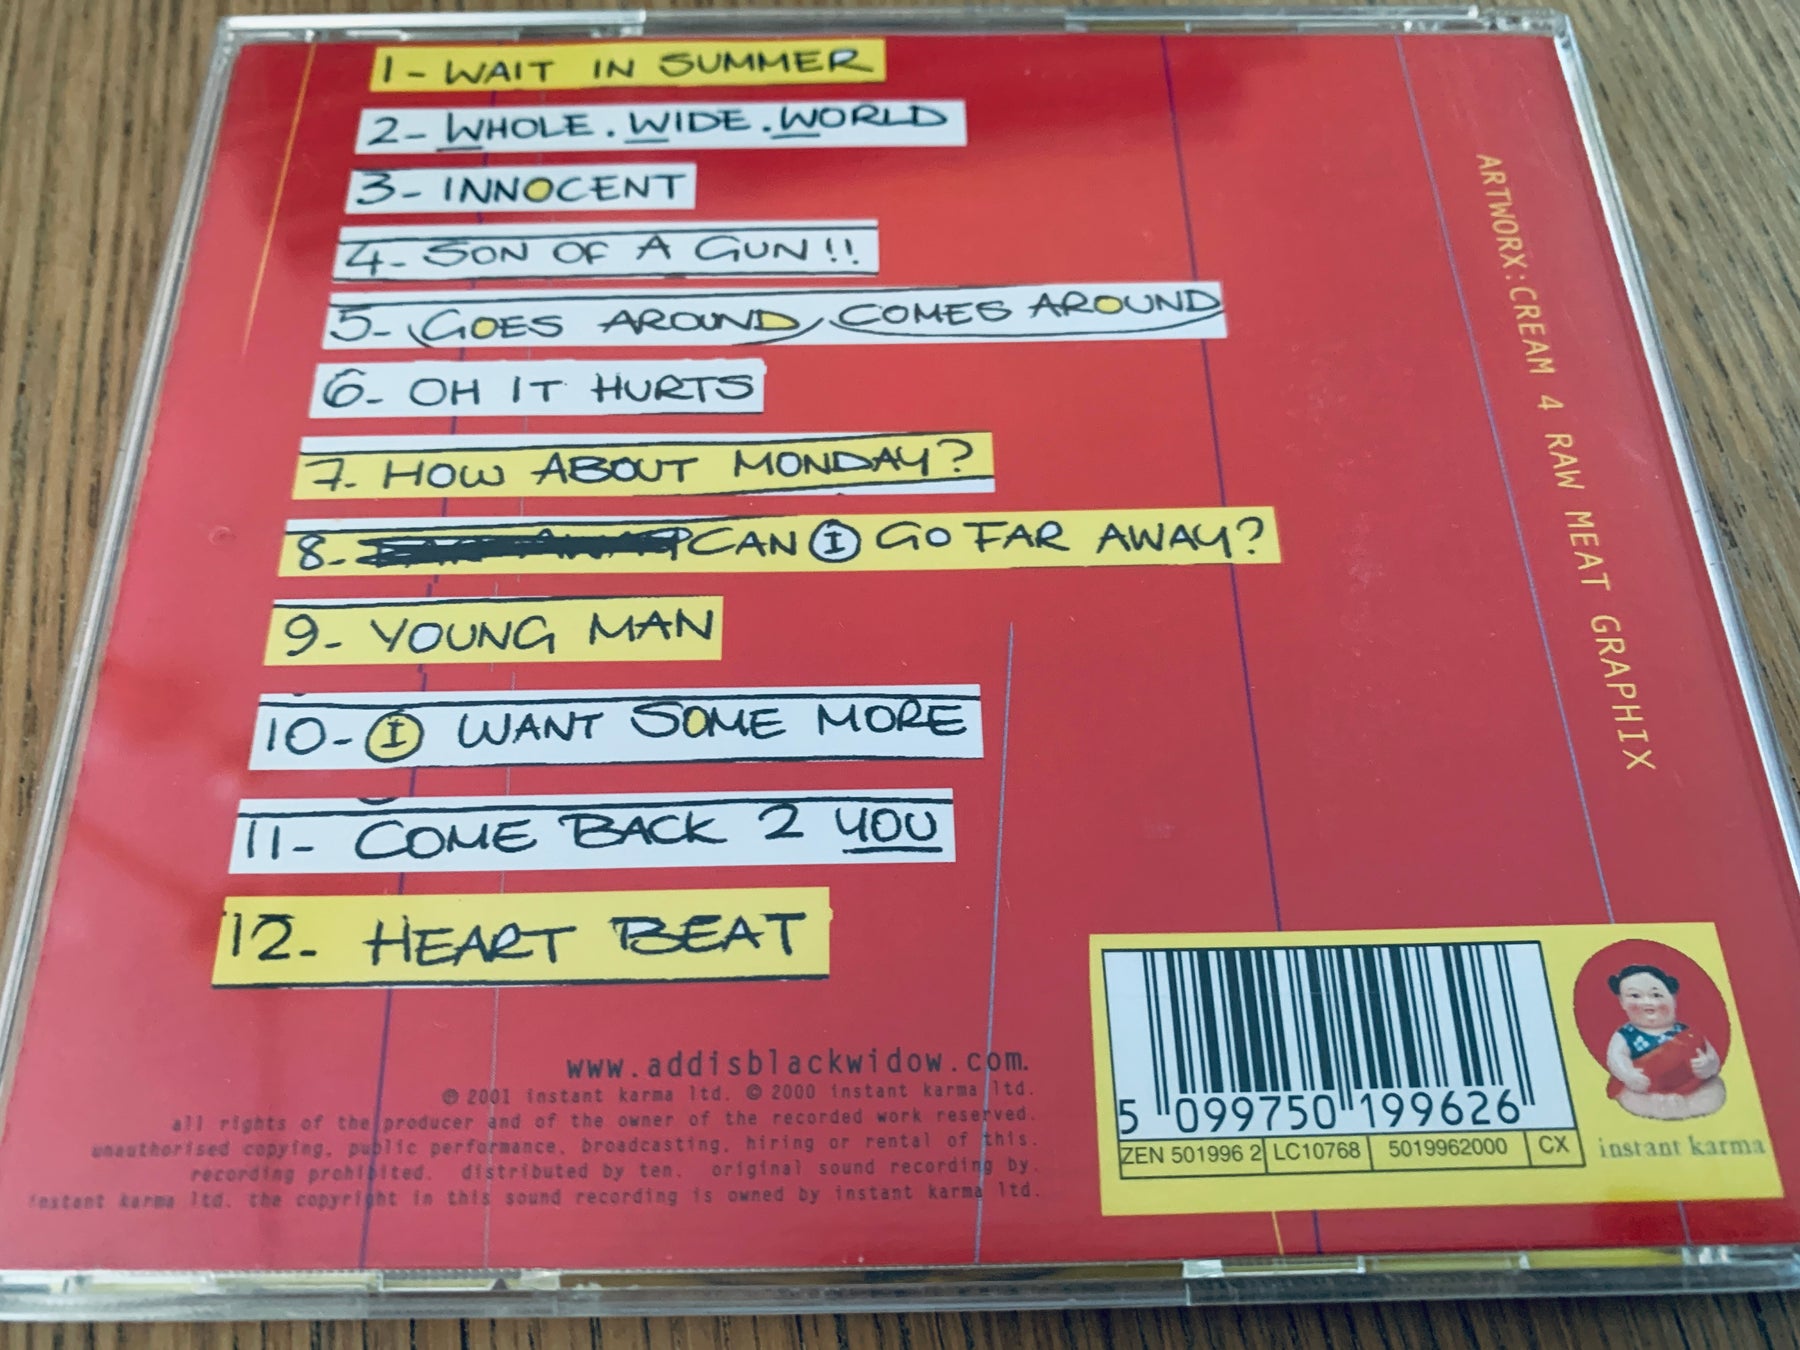 1- WAIT IN SUMMER
2- WHOLE.WIDE.WORLD
3- INNOCENT
4- SON OF A GUN!!
5- GOES AROUND, COMES AROUND
6- OH IT HURTS
7- HOW ABOUT MONDAY?
8- CAN I GO FAR AWAY?
9- YOUNG MAN
10- I WANT SOME MORE
11- COME BACK 2 YOU
12- HEART BEAT
ARTWORX:CREAM 4 RAW MEAT GRAPHIX
www.addisblackwidow.com.
℗ 2001 instant karma ltd. © 2000 instant karma ltd.
all rights of the producer and of the owner of the recorded work reserved.
unauthorised copying, public performance, broadcasting, hiring or rental of this.
recording prohibited. distributed by ten. original sound recording by.
instant karma ltd. the copyright in this sound recording is owned by instant karma ltd.
5 099750 199626
ZEN 501996 2 LC10768 5019962000 CX
instant karma